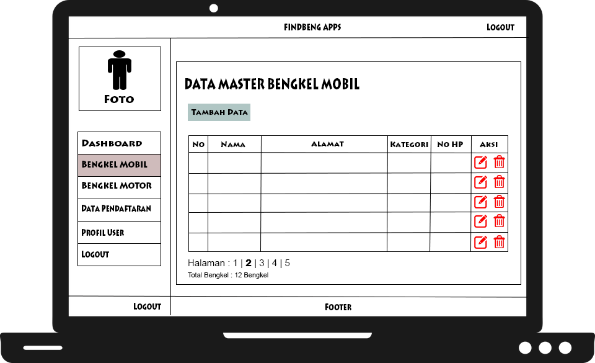 FINDBENG APPS
LOGOUT
FOTO
DASHBOARD
BENGKEL MOBIL
BENGKEL MOTOR
DATA PENDAFTARAN
PROFIL USER
LOGOUT
DATA MASTER BENGKEL MOBIL
TAMBAH DATA
NO NAMA ALAMAT KATEGORI NO HP AKSI
Halaman : 1 | 2 | 3 | 4 | 5
Total Bengkel : 12 Bengkel
LOGOUT
FOOTER